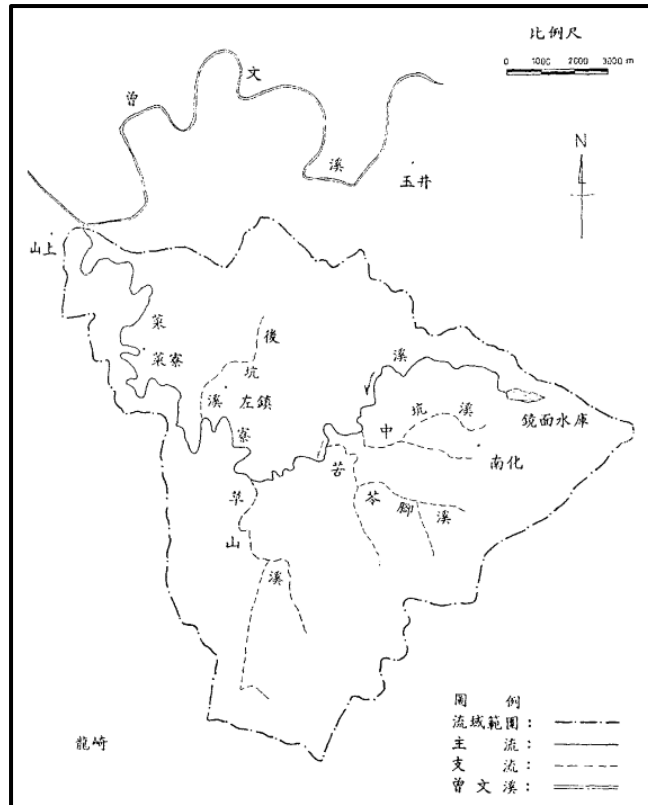 比例尺
0 1000 2000 3000 m
N
曾文溪
玉井
山上
菜寮溪
菜寮
後坑溪
左鎮
中坑溪
鏡面水庫
南化
苦苓腳溪
草山溪
龍崎
圖例
流域範圍：
主流：
支流：
曾文溪：